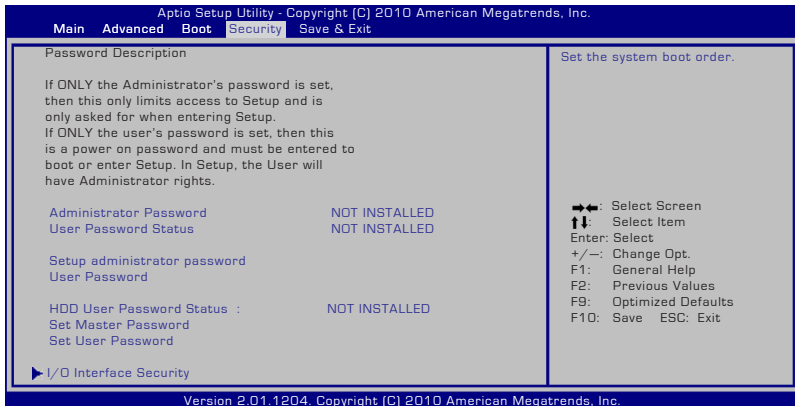 Aptio Setup Utility - Copyright (C) 2010 American Megatrends, Inc.
Main Advanced Boot Security Save & Exit
Password Description
If ONLY the Administrator's password is set,
then this only limits access to Setup and is
only asked for when entering Setup.
If ONLY the user's password is set, then this
is a power on password and must be entered to
boot or enter Setup. In Setup, the User will
have Administrator rights.
Administrator Password NOT INSTALLED
User Password Status NOT INSTALLED
Setup administrator password
User Password
HDD User Password Status : NOT INSTALLED
Set Master Password
Set User Password
I/O Interface Security
Set the system boot order.
: Select Screen
: Select Item
Enter: Select
+/—: Change Opt.
F1: General Help
F2: Previous Values
F9: Optimized Defaults
F10: Save ESC: Exit
Version 2.01.1204. Copyright (C) 2010 American Megatrends, Inc.